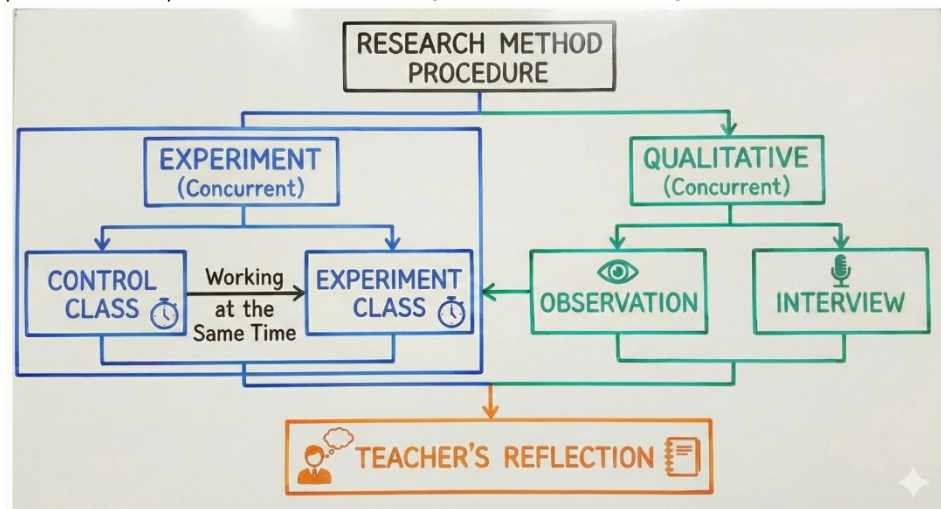 RESEARCH METHOD
PROCEDURE
EXPERIMENT
(Concurrent)
QUALITATIVE
(Concurrent)
CONTROL
CLASS
Working
at the
Same Time
EXPERIMENT
CLASS
OBSERVATION
INTERVIEW
TEACHER'S REFLECTION